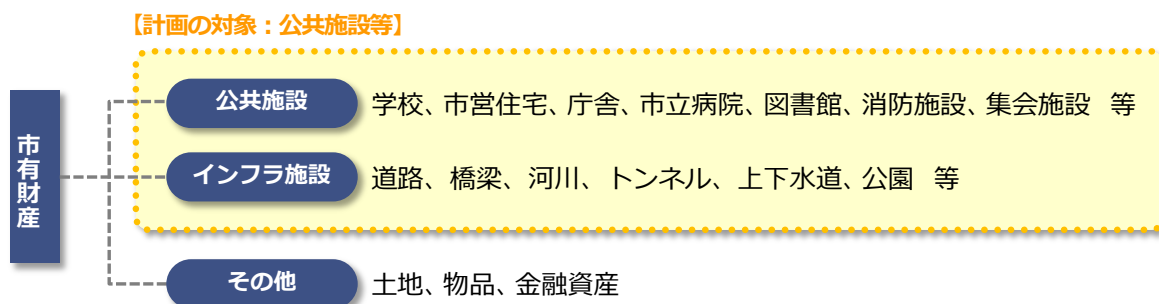 【計画の対象：公共施設等】
公共施設 学校、市営住宅、庁舎、市立病院、図書館、消防施設、集会施設 等
市有財産
インフラ施設 道路、橋梁、河川、トンネル、上下水道、公園 等
その他 土地、物品、金融資産